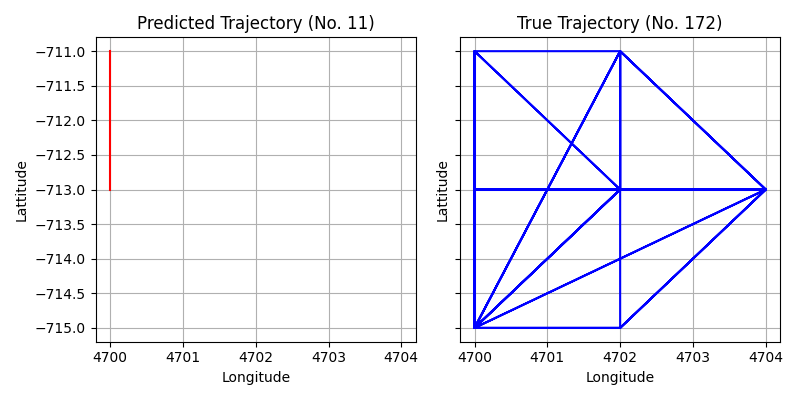 Predicted Trajectory (No. 11)
True Trajectory (No. 172)
Lattitude
−711.0
−711.5
−712.0
−712.5
−713.0
−713.5
−714.0
−714.5
−715.0
4700 4701 4702 4703 4704
Longitude
Lattitude
4700 4701 4702 4703 4704
Longitude